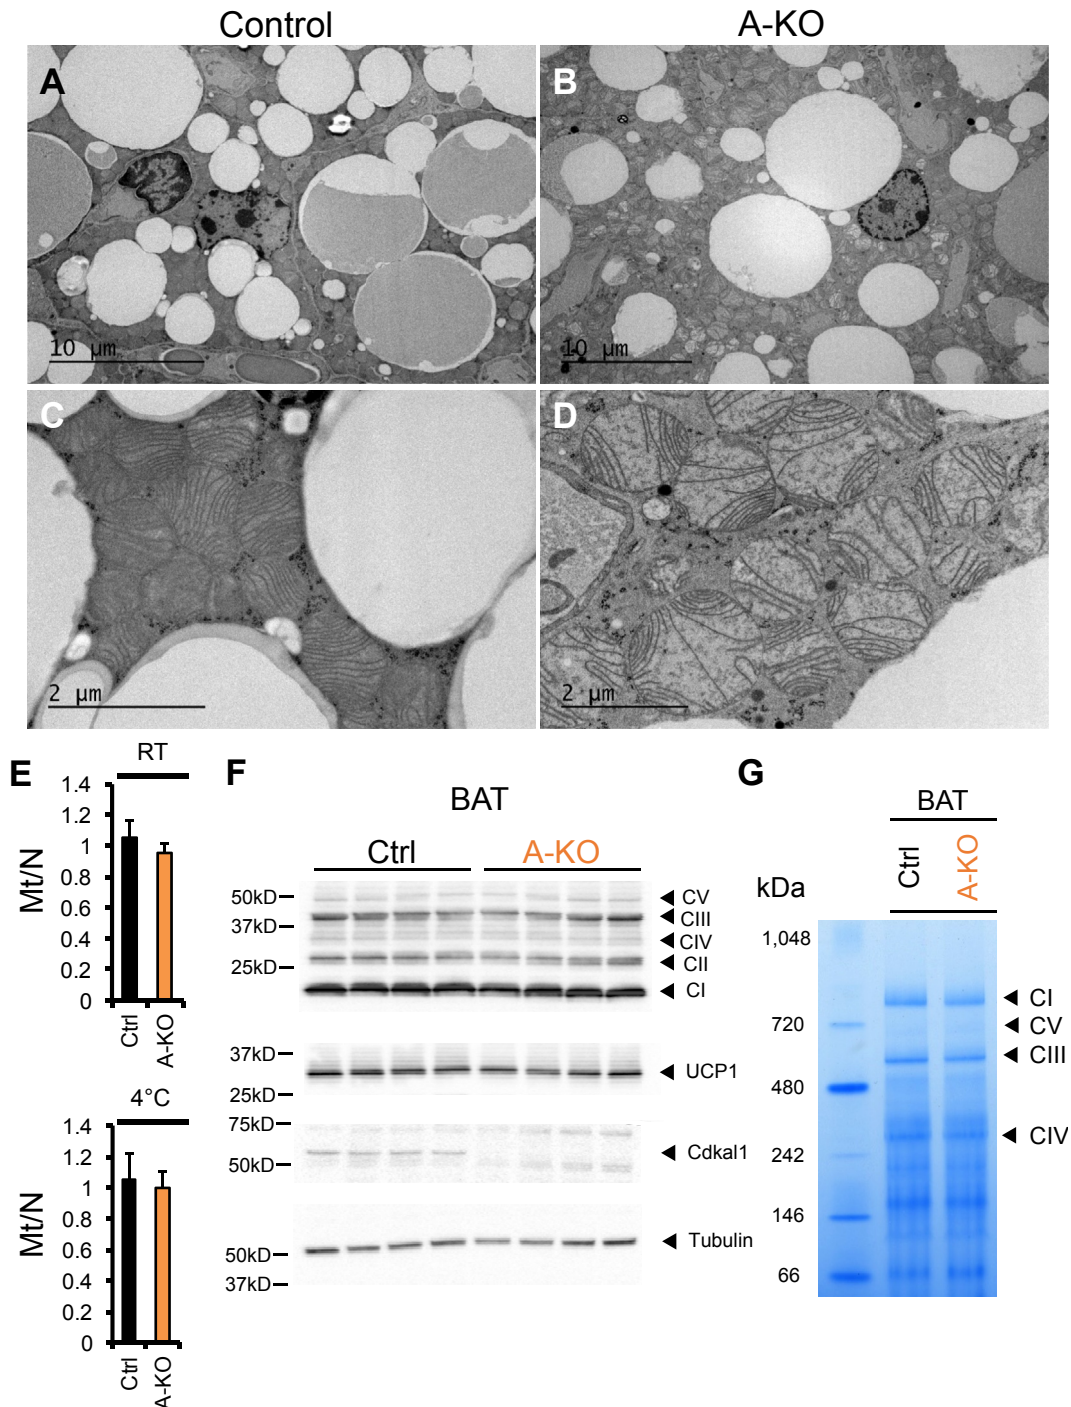 Control
A-KO
A
B
10 µm
10 µm
C
D
2 µm
2 µm
E
RT
1.4
1.2
1
0.8
0.6
0.4
0.2
0
Mt/N
Ctrl
A-KO
4°C
1.4
1.2
1
0.8
0.6
0.4
0.2
0
Mt/N
Ctrl
A-KO
F
BAT
Ctrl
A-KO
50kD
37kD
25kD
CV
CIII
CIV
CII
CI
37kD
25kD
UCP1
75kD
50kD
Cdkal1
50kD
37kD
Tubulin
G
BAT
Ctrl
A-KO
kDa
1,048
720
480
242
146
66
CI
CV
CIII
CIV